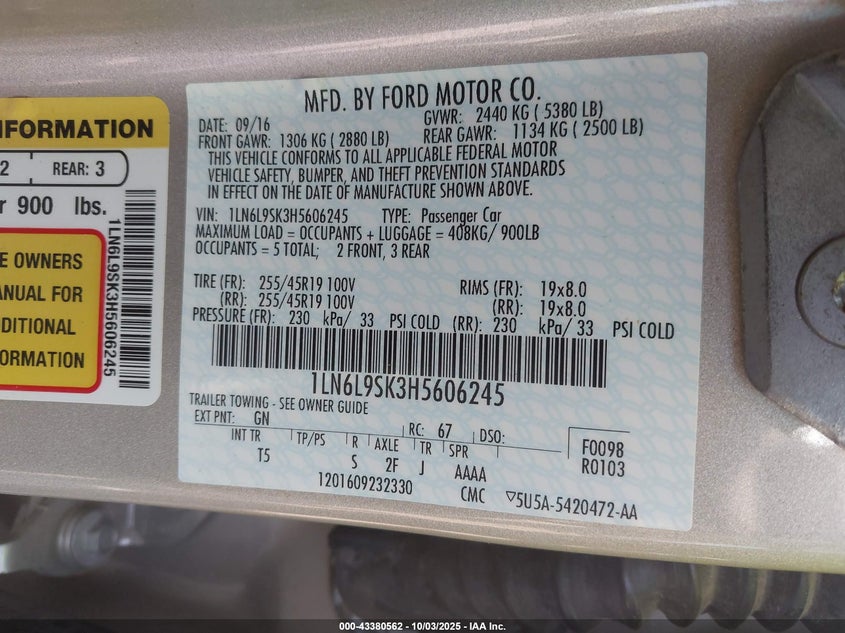 INFORMATION
2 REAR: 3
900 lbs.
E OWNERS
ANUAL FOR
DITIONAL
FORMATION
1LN6L9SK3H5606245
MFD. BY FORD MOTOR CO.
DATE: 09/16 GVWR: 2440 KG ( 5380 LB)
FRONT GAWR: 1306 KG ( 2880 LB) REAR GAWR: 1134 KG ( 2500 LB)
THIS VEHICLE CONFORMS TO ALL APPLICABLE FEDERAL MOTOR
VEHICLE SAFETY, BUMPER, AND THEFT PREVENTION STANDARDS
IN EFFECT ON THE DATE OF MANUFACTURE SHOWN ABOVE.
VIN: 1LN6L9SK3H5606245 TYPE: Passenger Car
MAXIMUM LOAD = OCCUPANTS + LUGGAGE = 408KG/ 900LB
OCCUPANTS = 5 TOTAL; 2 FRONT, 3 REAR
TIRE (FR): 255/45R19 100V RIMS (FR): 19x8.0
(RR): 255/45R19 100V (RR): 19x8.0
PRESSURE (FR): 230 kPa/ 33 PSI COLD (RR): 230 kPa/ 33 PSI COLD
1LN6L9SK3H5606245
TRAILER TOWING - SEE OWNER GUIDE
EXT PNT: GN RC: 67 DSO: F0098
INT TR TP/PS R AXLE TR SPR R0103
T5 S 2F J AAAA
1201609232330 CMC ▽5U5A-5420472-AA
000-43380562 - 10/03/2025 - IAA Inc.